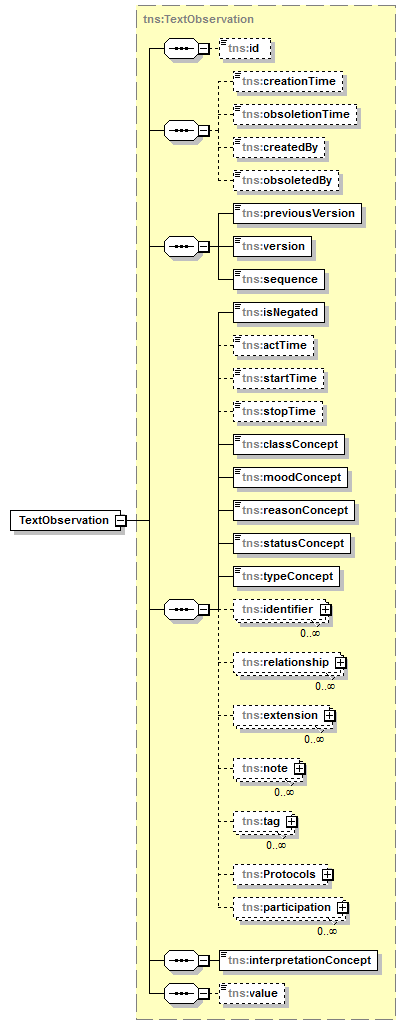 tns:TextObservation
tns:id
tns:creationTime
tns:obsoletionTime
tns:createdBy
tns:obsoletedBy
tns:previousVersion
tns:version
tns:sequence
tns:isNegated
tns:actTime
tns:startTime
tns:stopTime
tns:classConcept
tns:moodConcept
TextObservation
tns:reasonConcept
tns:statusConcept
tns:typeConcept
tns:identifier
0..∞
tns:relationship
0..∞
tns:extension
0..∞
tns:note
0..∞
tns:tag
0..∞
tns:Protocols
tns:participation
0..∞
tns:interpretationConcept
tns:value